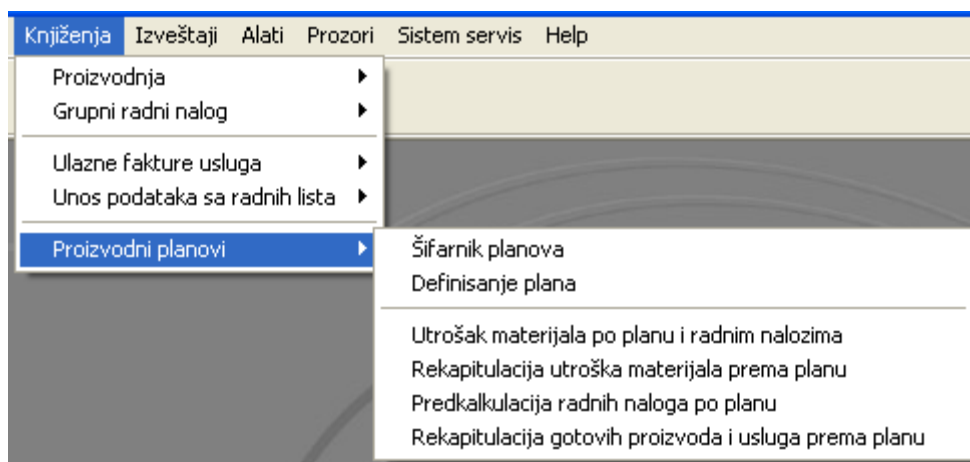 Knjiženja Izveštaji Alati Prozori Sistem servis Help
Proizvodnja
Grupni radni nalog
Ulazne fakture usluga
Unos podataka sa radnih lista
Proizvodni planovi
Šifarnik planova
Definisanje plana
Utrošak materijala po planu i radnim nalozima
Rekapitulacija utroška materijala prema planu
Predkalkulacija radnih naloga po planu
Rekapitulacija gotovih proizvoda i usluga prema planu